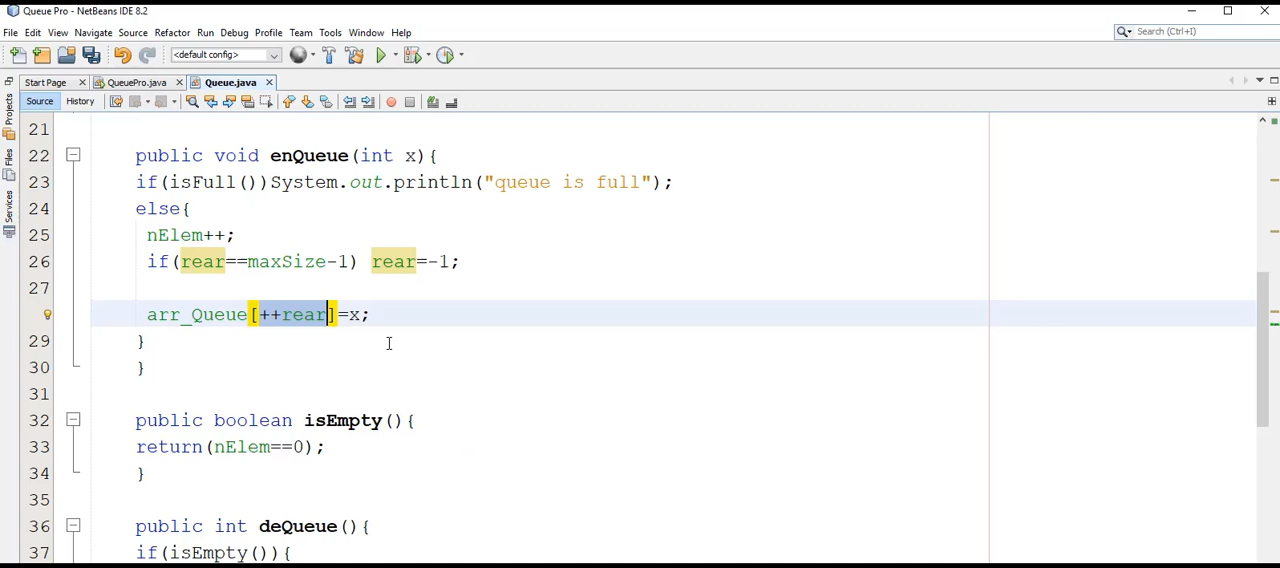 Queue Pro - NetBeans IDE 8.2
File Edit View Navigate Source Refactor Run Debug Profile Team Tools Window Help
Search (Ctrl+I)
<default config>
Start Page QueuePro.java Queue.java
Source History
Projects
Files
Services
21
22 public void enQueue(int x){
23 if(isFull())System.out.println("queue is full");
24 else{
25 nElem++;
26 if(rear==maxSize-1) rear=-1;
27
arr_Queue[++rear]=x;
29 }
30 }
31
32 public boolean isEmpty(){
33 return(nElem==0);
34 }
35
36 public int deQueue(){
37 if(isEmpty()){